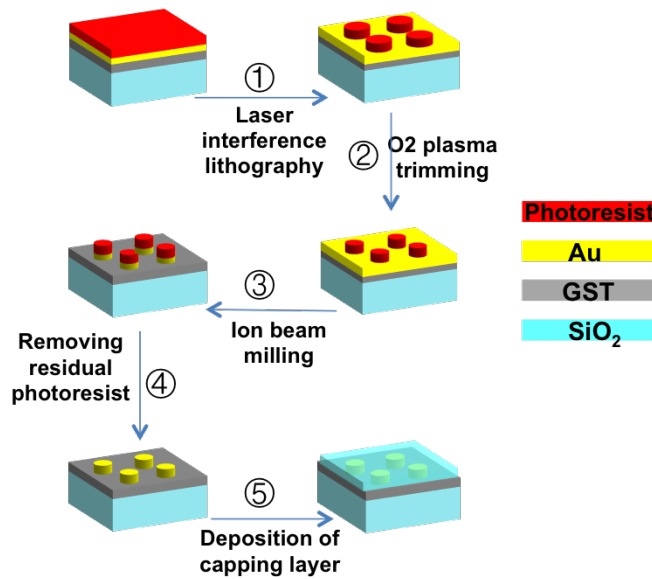 ①
Laser
interference
lithography
②
O2 plasma
trimming
③
Ion beam
milling
Removing
residual
photoresist
④
⑤
Deposition of
capping layer
Photoresist
Au
GST
SiO₂